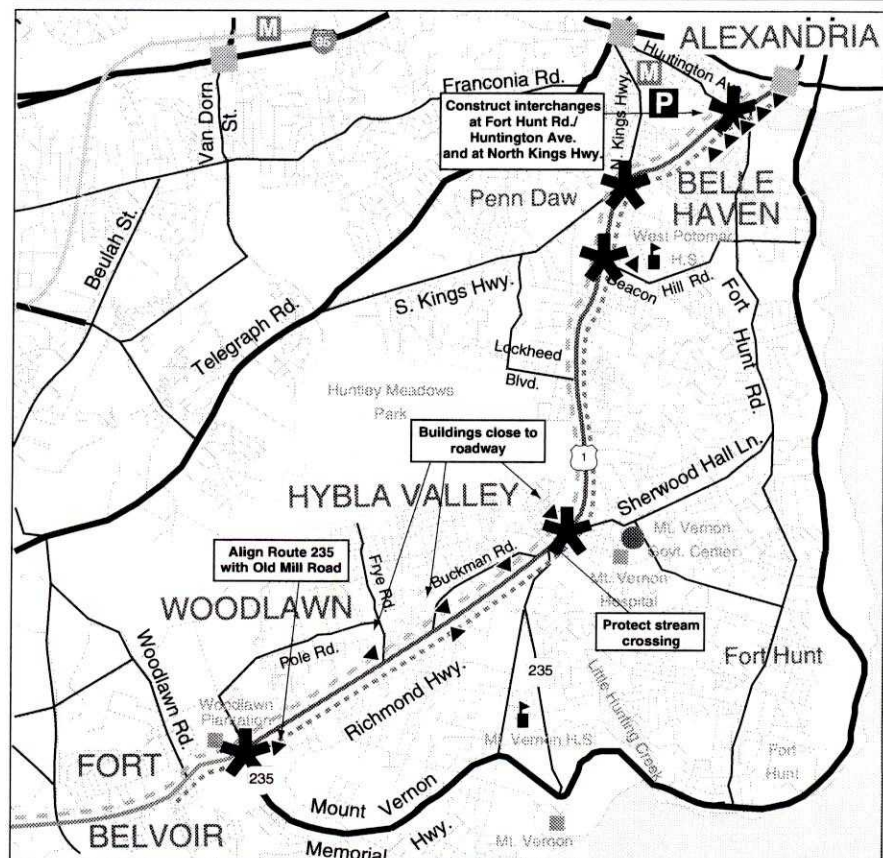 ALEXANDRIA
M
95
Huntington Av
Franconia Rd.
M
Van Dorn
St.
N. Kings Hwy.
P
Construct interchanges
at Fort Hunt Rd./
Huntington Ave.
and at North Kings Hwy.
Penn Daw
BELLE
HAVEN
Beulah St.
West Potomac
H.S.
Beacon Hill Rd.
S. Kings Hwy.
Telegraph Rd.
Fort Hunt Rd.
Lockheed
Blvd.
Huntley Meadows
Park
Buildings close to
roadway
1
Sherwood Hall Ln.
HYBLA VALLEY
Mt. Vernon
Govt. Center
Align Route 235
with Old Mill Road
Frye Rd.
Buckman Rd.
Mt. Vernon
Hospital
WOODLAWN
Protect stream
crossing
Woodlawn Rd.
Pole Rd.
235
Fort Hunt
Richmond Hwy.
Little Hunting Creek
Woodlawn
Plantation
Mt. Vernon H.S.
FORT
235
Fort
Hunt
BELVOIR
Mount Vernon
Memorial Hwy.
Mt. Vernon